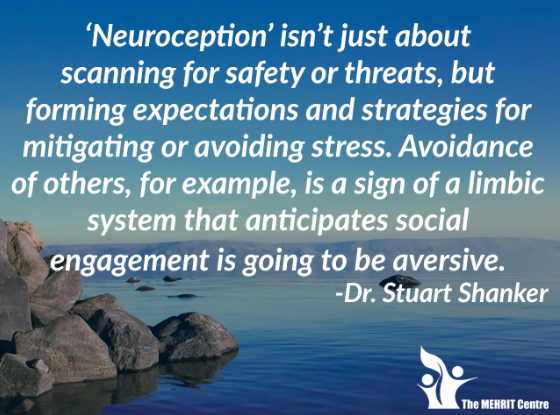 ‘Neuroception’ isn’t just about
scanning for safety or threats, but
forming expectations and strategies for
mitigating or avoiding stress. Avoidance
of others, for example, is a sign of a limbic
system that anticipates social
engagement is going to be aversive.
-Dr. Stuart Shanker
The MEHRIT Centre